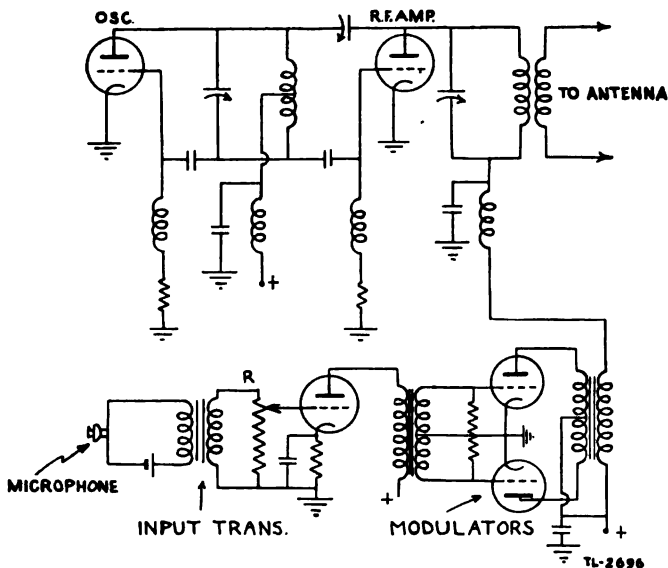 OSC.
R.F. AMP.
TO ANTENNA
+
R
MICROPHONE
INPUT TRANS.
+
MODULATORS
+
TL-2696